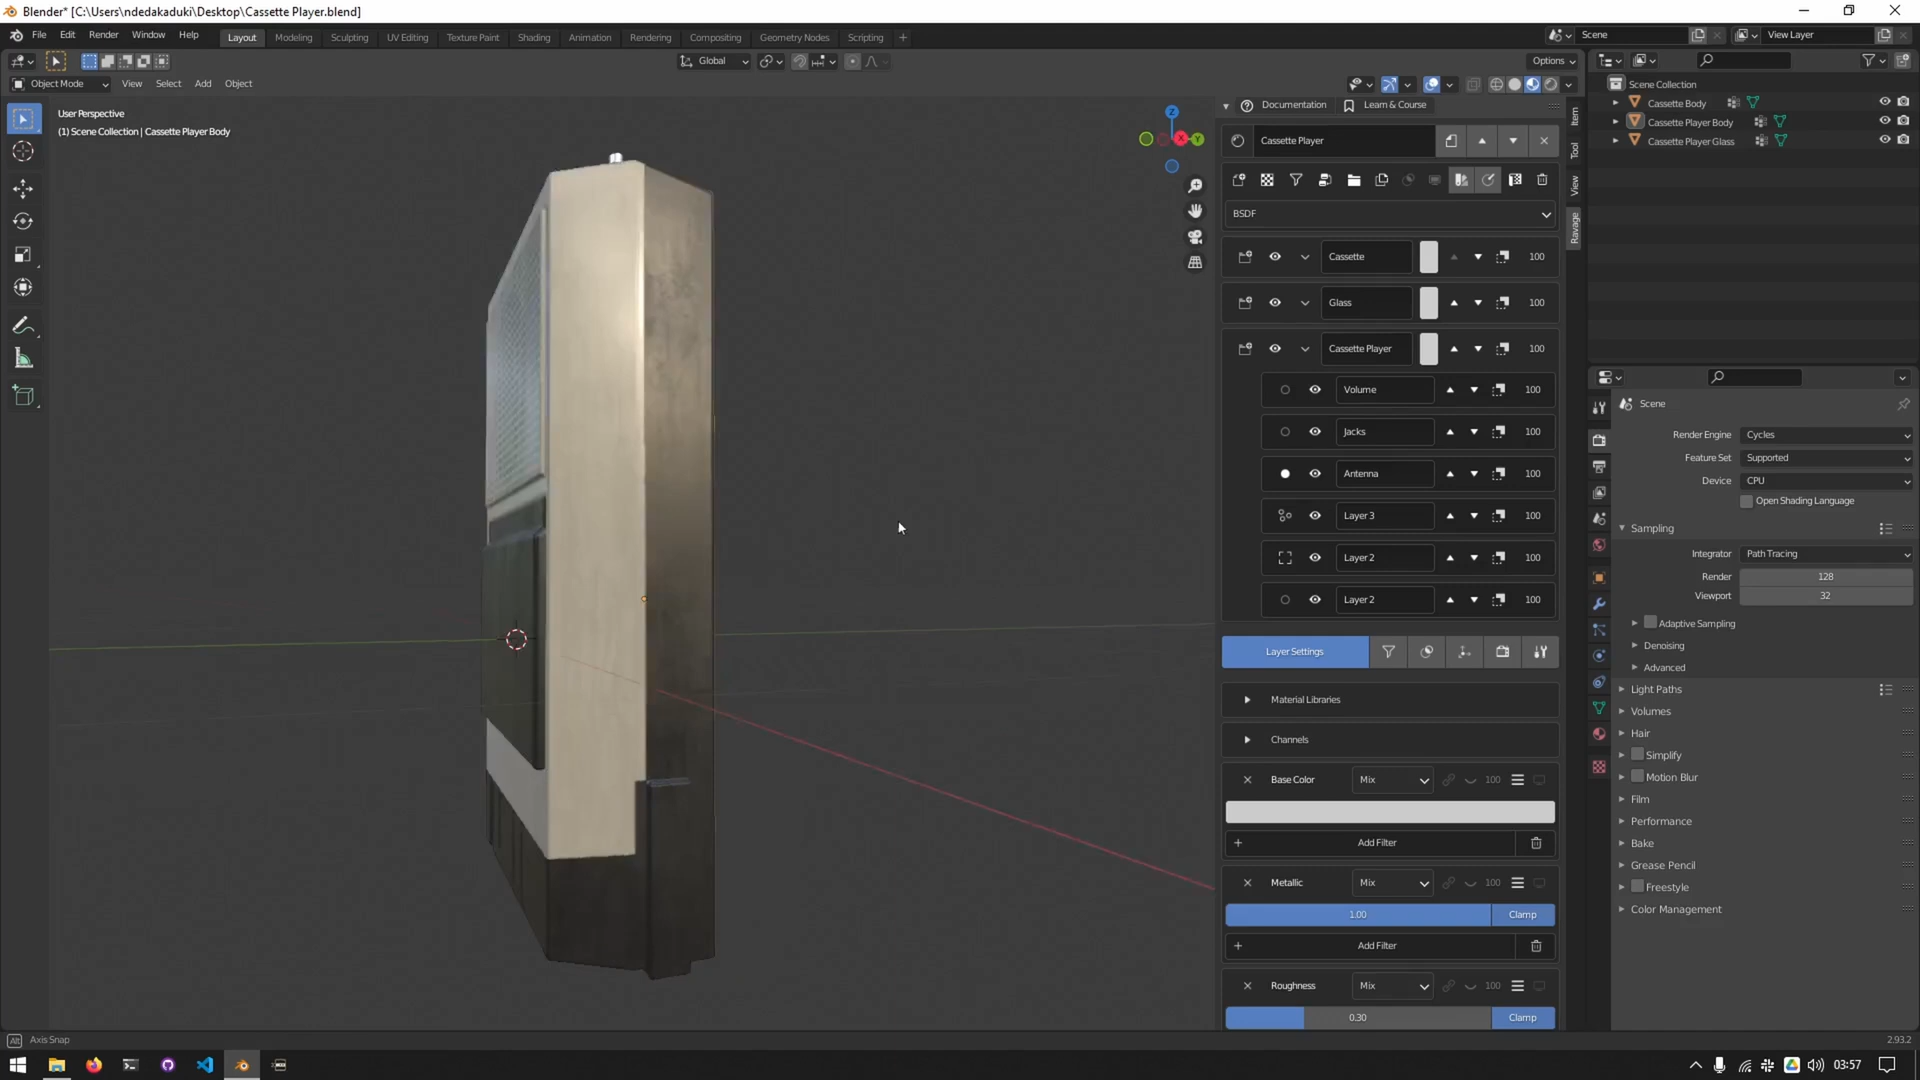 Blender* [C:\Users\ndedakaduki\Desktop\Cassette Player.blend]
File Edit Render Window Help Layout Modeling Sculpting UV Editing Texture Paint Shading Animation Rendering Compositing Geometry Nodes Scripting + Scene View Layer
Global Options
Object Mode View Select Add Object
User Perspective
(1) Scene Collection | Cassette Player Body
Z
Y
X
Documentation Learn & Course
Cassette Player
BSDF
Cassette 100
Glass 100
Cassette Player 100
Volume 100
Jacks 100
Antenna 100
Layer 3 100
Layer 2 100
Layer 2 100
Layer Settings
Material Libraries
Channels
Base Color Mix 100
Add Filter
Metallic Mix 100
1.00 Clamp
Add Filter
Roughness Mix 100
0.30 Clamp
Item
Tool
View
Ravage
Scene Collection
Cassette Body
Cassette Player Body
Cassette Player Glass
Scene
Render Engine Cycles
Feature Set Supported
Device CPU
Open Shading Language
Sampling
Integrator Path Tracing
Render 128
Viewport 32
Adaptive Sampling
Denoising
Advanced
Light Paths
Volumes
Hair
Simplify
Motion Blur
Film
Performance
Bake
Grease Pencil
Freestyle
Color Management
Alt Axis Snap 2.93.2
03:57